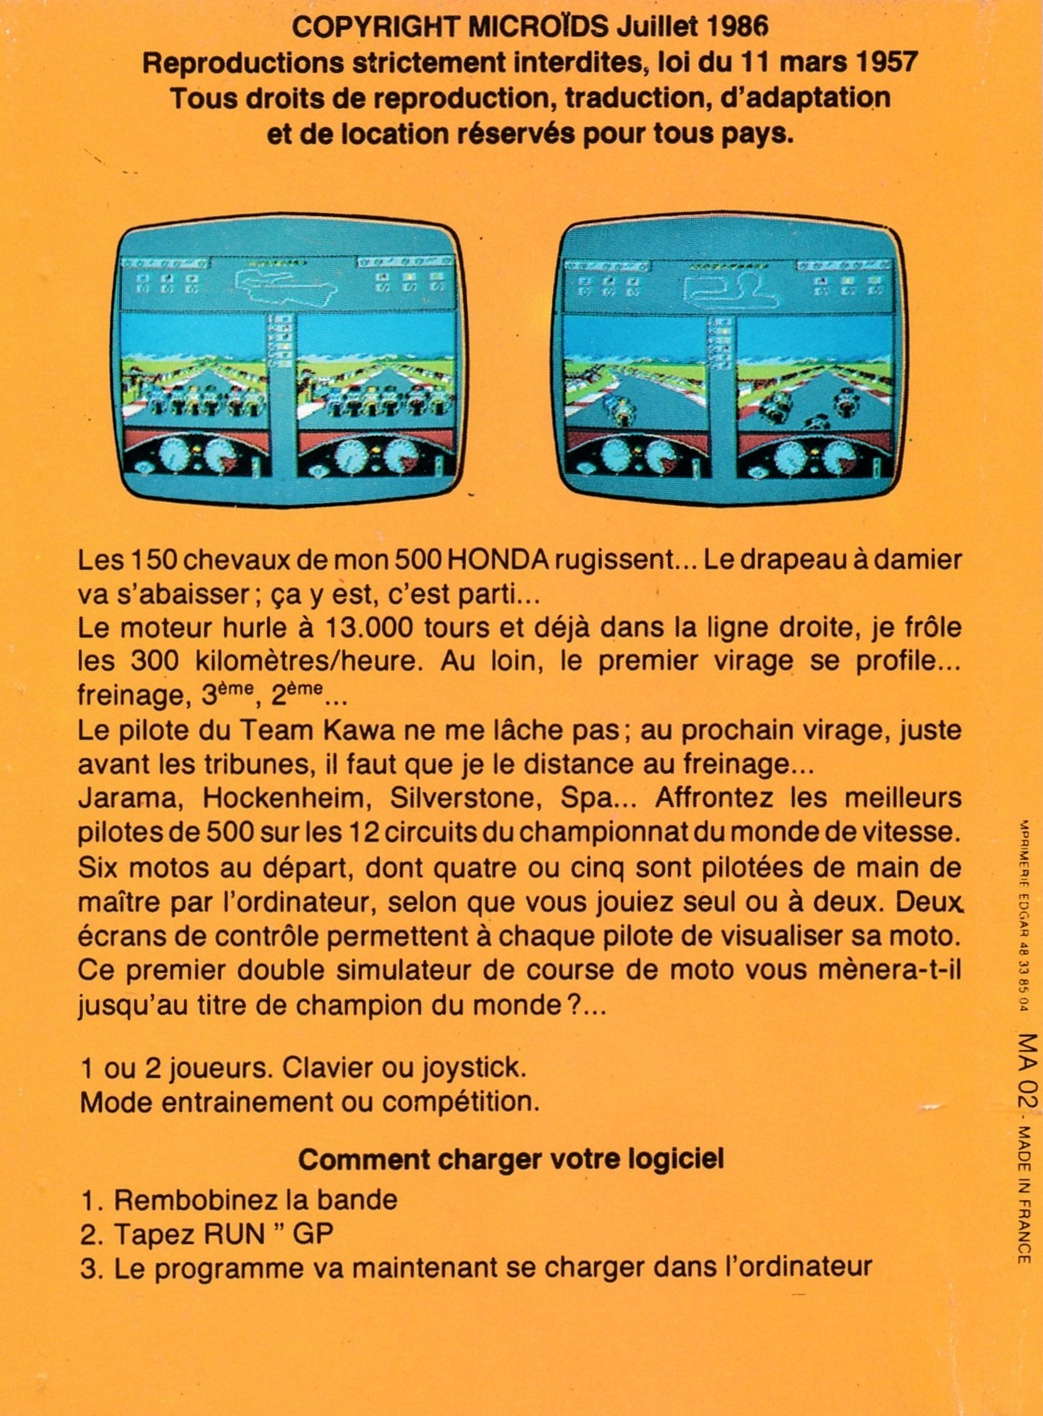 COPYRIGHT MICROÏDS Juillet 1986
Reproductions strictement interdites, loi du 11 mars 1957
Tous droits de reproduction, traduction, d'adaptation
et de location réservés pour tous pays.
Les 150 chevaux de mon 500 HONDA rugissent... Le drapeau à damier
va s'abaisser ; ça y est, c'est parti...
Le moteur hurle à 13.000 tours et déjà dans la ligne droite, je frôle
les 300 kilomètres/heure. Au loin, le premier virage se profile...
freinage, 3ème, 2ème...
Le pilote du Team Kawa ne me lâche pas ; au prochain virage, juste
avant les tribunes, il faut que je le distance au freinage...
Jarama, Hockenheim, Silverstone, Spa... Affrontez les meilleurs
pilotes de 500 sur les 12 circuits du championnat du monde de vitesse.
Six motos au départ, dont quatre ou cinq sont pilotées de main de
maître par l'ordinateur, selon que vous jouiez seul ou à deux. Deux
écrans de contrôle permettent à chaque pilote de visualiser sa moto.
Ce premier double simulateur de course de moto vous mènera-t-il
jusqu'au titre de champion du monde ?...
1 ou 2 joueurs. Clavier ou joystick.
Mode entrainement ou compétition.
Comment charger votre logiciel
1. Rembobinez la bande
2. Tapez RUN " GP
3. Le programme va maintenant se charger dans l'ordinateur
MPRIMERIE EDGAR 48 33 85 04 MA 02 - MADE IN FRANCE